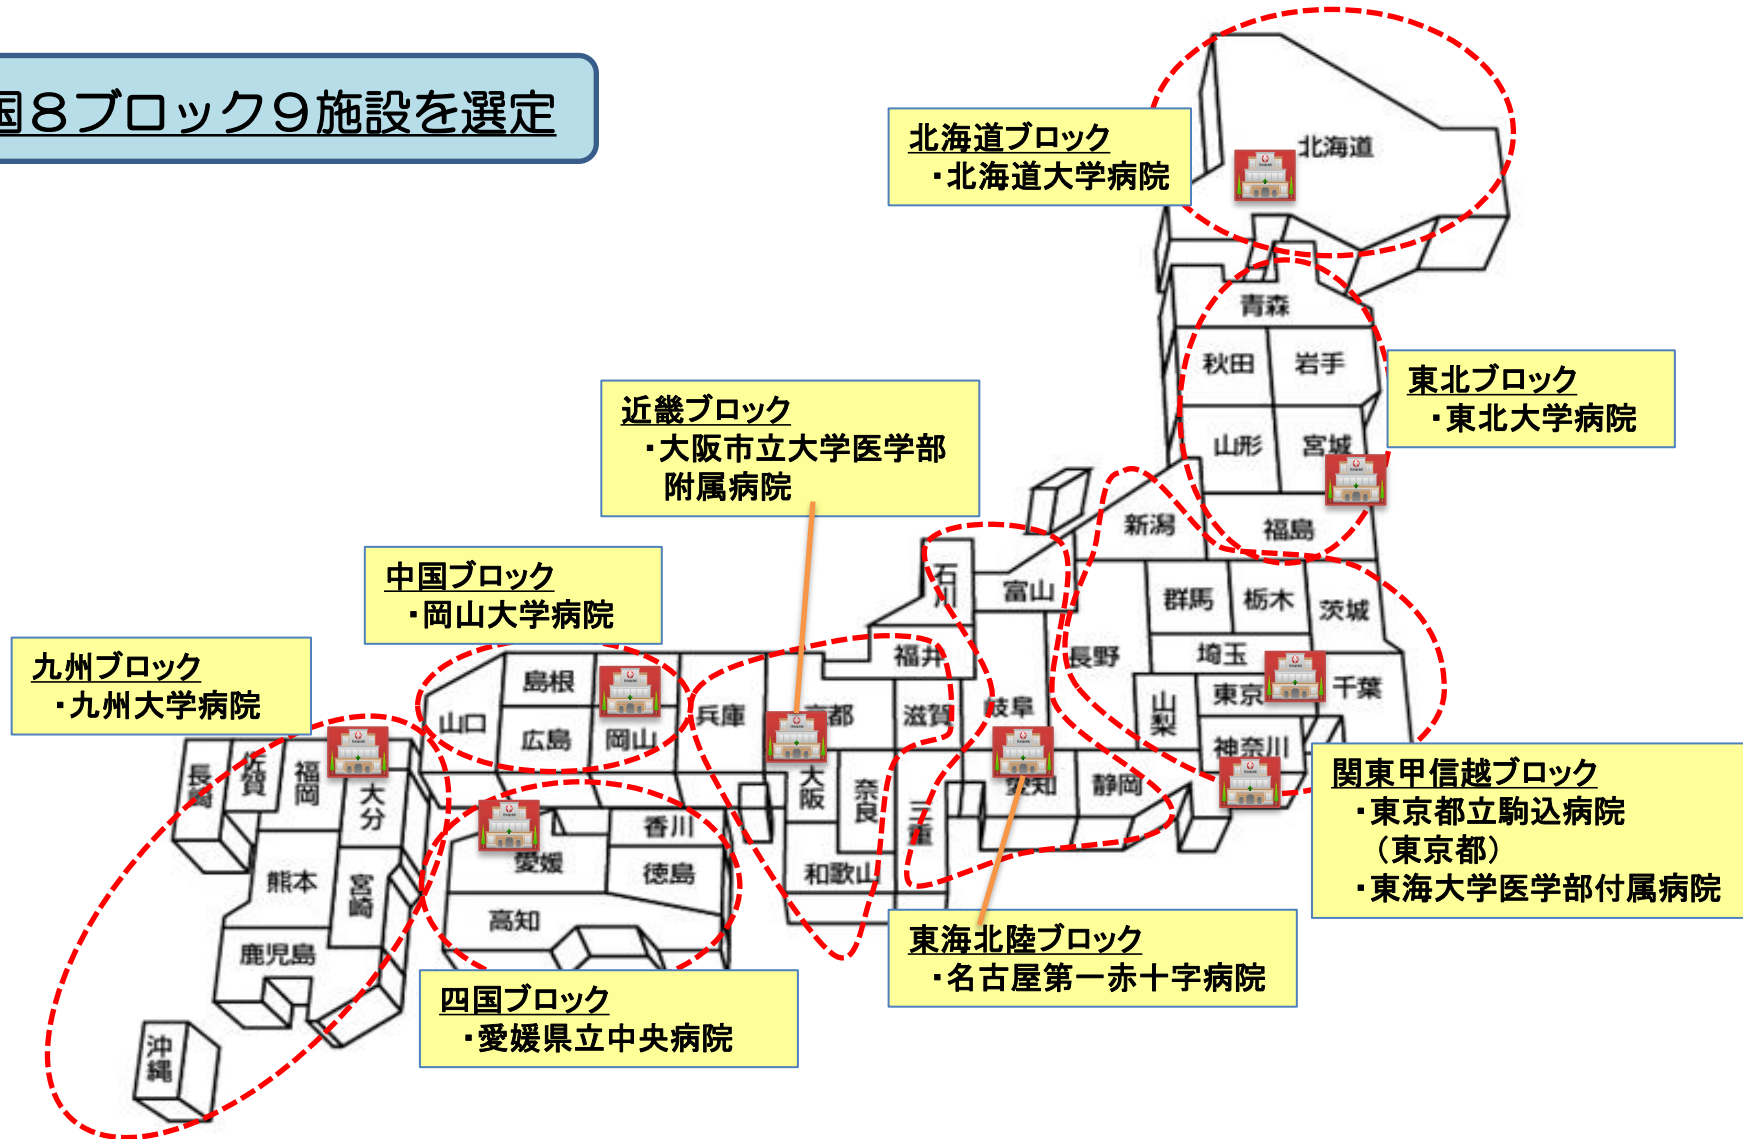 国８ブロック９施設を選定
北海道ブロック
・北海道大学病院
北海道
青森
秋田
岩手
山形
宮城
福島
東北ブロック
・東北大学病院
近畿ブロック
・大阪市立大学医学部
附属病院
新潟
群馬
栃木
茨城
埼玉
東京
千葉
神奈川
山梨
長野
石川
富山
福井
岐阜
愛知
静岡
三重
中国ブロック
・岡山大学病院
島根
山口
広島
岡山
兵庫
京都
滋賀
大阪
奈良
和歌山
九州ブロック
・九州大学病院
長崎
佐賀
福岡
大分
熊本
宮崎
鹿児島
沖縄
香川
愛媛
徳島
高知
関東甲信越ブロック
・東京都立駒込病院
（東京都）
・東海大学医学部付属病院
東海北陸ブロック
・名古屋第一赤十字病院
四国ブロック
・愛媛県立中央病院